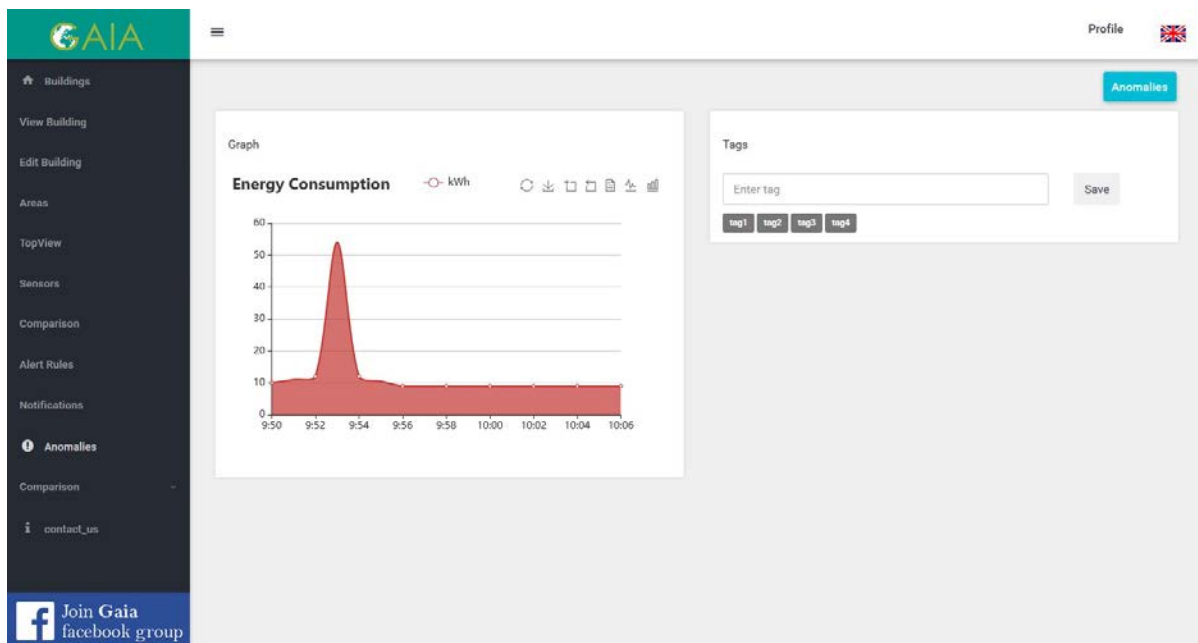 GAIA
Profile
Buildings
View Building
Edit Building
Areas
TopView
Sensors
Comparison
Alert Rules
Notifications
Anomalies
Comparison
contact_us
Join Gaia
facebook group
Anomalies
Graph
Energy Consumption
kWh
60
50
40
30
20
10
0
9:50 9:52 9:54 9:56 9:58 10:00 10:02 10:04 10:06
Tags
Enter tag Save
tag1 tag2 tag3 tag4